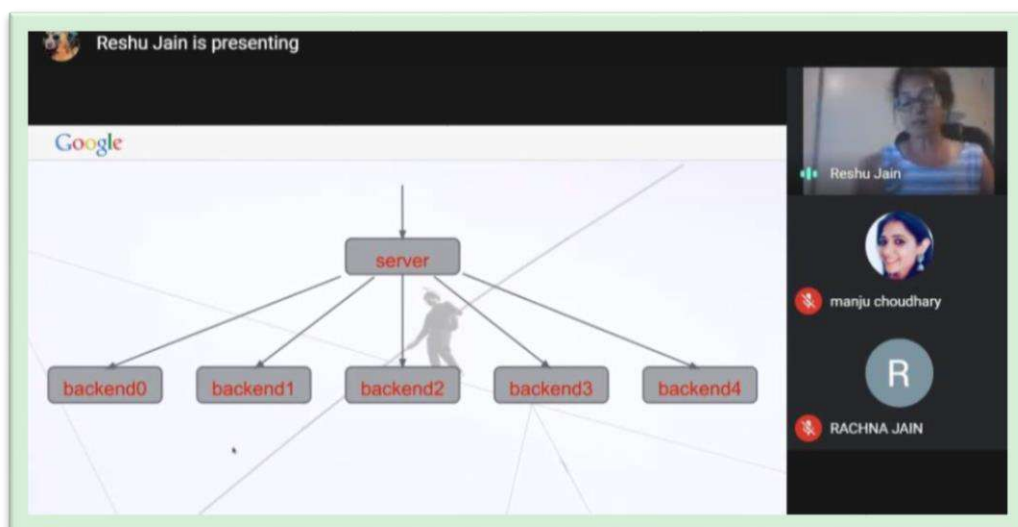 Reshu Jain is presenting
Google
server
backend0 backend1 backend2 backend3 backend4
Reshu Jain
manju choudhary
R
RACHNA JAIN